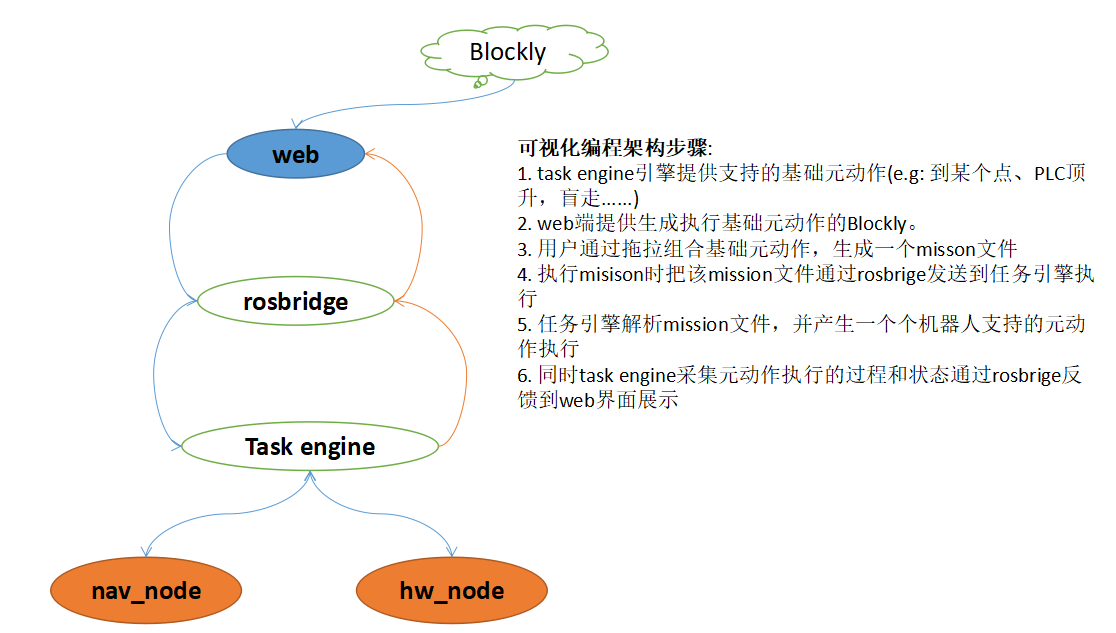 Blockly
web
rosbridge
Task engine
nav_node
hw_node
可视化编程架构步骤:
1. task engine引擎提供支持的基础元动作(e.g: 到某个点、PLC顶
升，盲走……)
2. web端提供生成执行基础元动作的Blockly。
3. 用户通过拖拉组合基础元动作，生成一个misson文件
4. 执行misison时把该mission文件通过rosbrige发送到任务引擎执
行
5. 任务引擎解析mission文件，并产生一个个机器人支持的元动
作执行
6. 同时task engine采集元动作执行的过程和状态通过rosbrige反
馈到web界面展示